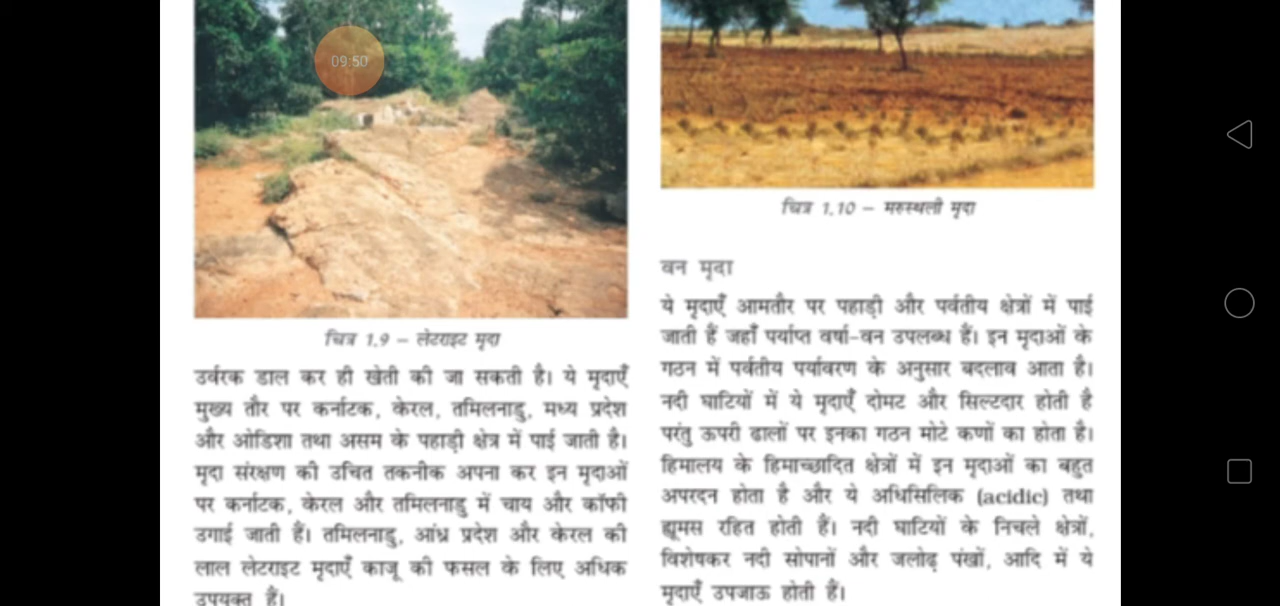 09:50
चित्र 1.9 – लेटराइट मृदा
उर्वरक डाल कर ही खेती की जा सकती है। ये मृदाएँ
मुख्य तौर पर कर्नाटक, केरल, तमिलनाडु, मध्य प्रदेश
और ओडिशा तथा असम के पहाड़ी क्षेत्र में पाई जाती है।
मृदा संरक्षण की उचित तकनीक अपना कर इन मृदाओं
पर कर्नाटक, केरल और तमिलनाडु में चाय और कॉफी
उगाई जाती हैं। तमिलनाडु, आंध्र प्रदेश और केरल की
लाल लेटराइट मृदाएँ काजू की फसल के लिए अधिक
उपयुक्त हैं।
चित्र 1.10 – मरुस्थली मृदा
वन मृदा
ये मृदाएँ आमतौर पर पहाड़ी और पर्वतीय क्षेत्रों में पाई
जाती हैं जहाँ पर्याप्त वर्षा-वन उपलब्ध हैं। इन मृदाओं के
गठन में पर्वतीय पर्यावरण के अनुसार बदलाव आता है।
नदी घाटियों में ये मृदाएँ दोमट और सिल्टदार होती है
परंतु ऊपरी ढालों पर इनका गठन मोटे कणों का होता है।
हिमालय के हिमाच्छादित क्षेत्रों में इन मृदाओं का बहुत
अपरदन होता है और ये अधिसिलिक (acidic) तथा
ह्यूमस रहित होती हैं। नदी घाटियों के निचले क्षेत्रों,
विशेषकर नदी सोपानों और जलोढ़ पंखों, आदि में ये
मृदाएँ उपजाऊ होती हैं।